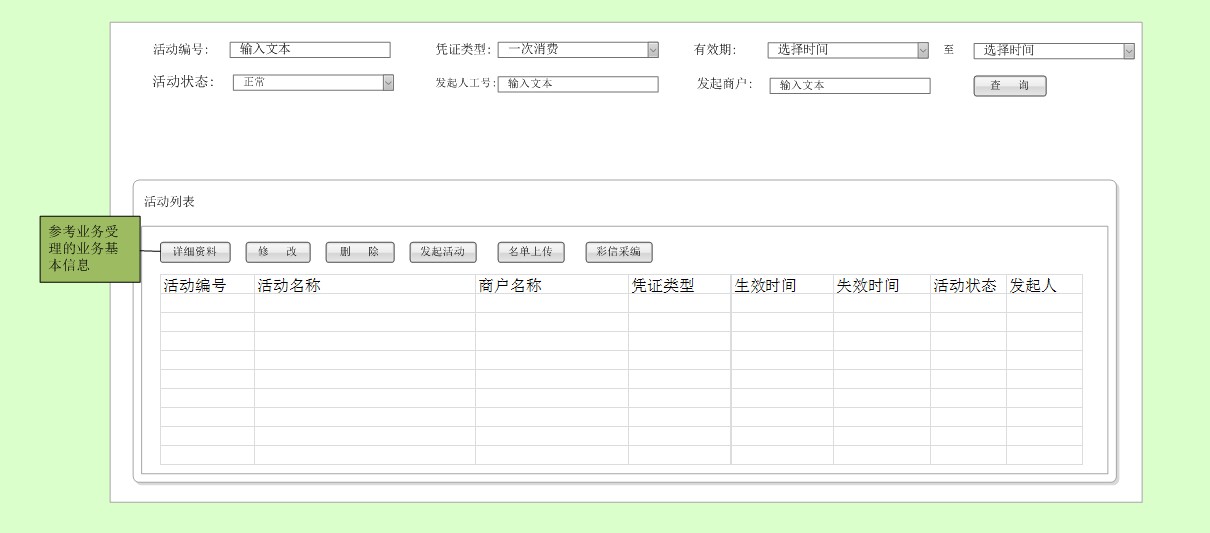 活动编号: 输入文本 凭证类型: 一次消费 有效期: 选择时间 至 选择时间
活动状态: 正常 发起人工号: 输入文本 发起商户: 输入文本 查 询
活动列表
参考业务受
理的业务基
本信息
详细资料 修 改 删 除 发起活动 名单上传 彩信采编
活动编号 活动名称 商户名称 凭证类型 生效时间 失效时间 活动状态 发起人